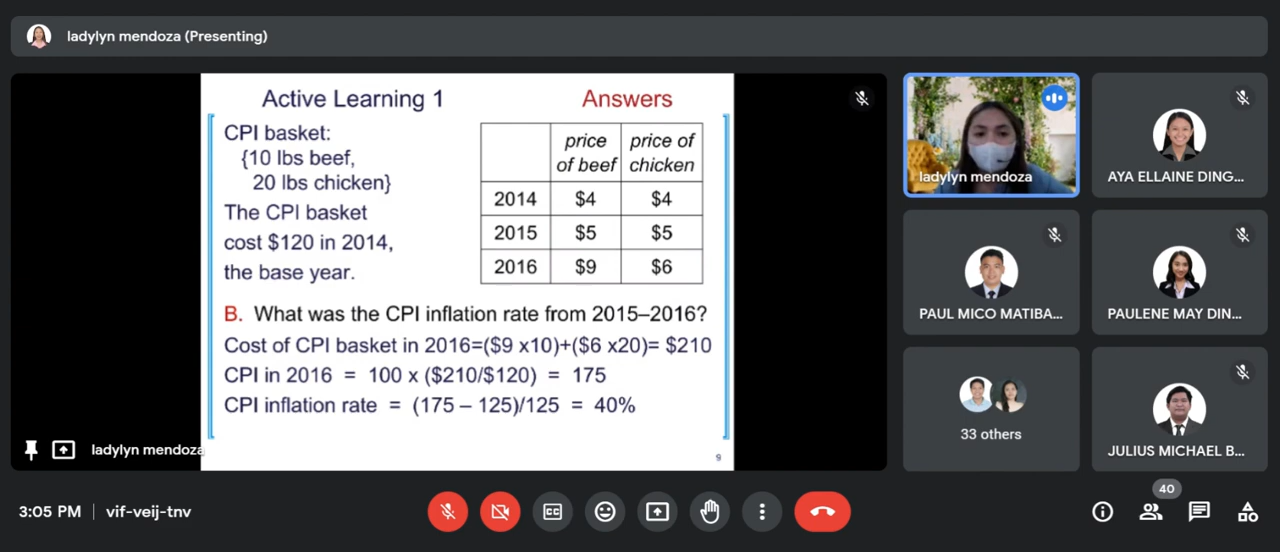 ladylyn mendoza (Presenting)
Active Learning 1
Answers
CPI basket:
{10 lbs beef,
20 lbs chicken}
The CPI basket
cost $120 in 2014,
the base year.
price of beef price of chicken
2014 $4 $4
2015 $5 $5
2016 $9 $6
B. What was the CPI inflation rate from 2015–2016?
Cost of CPI basket in 2016=($9 x10)+($6 x20)= $210
CPI in 2016 = 100 x ($210/$120) = 175
CPI inflation rate = (175 – 125)/125 = 40%
9
ladylyn mendoza
ladylyn mendoza
AYA ELLAINE DING...
PAUL MICO MATIBA...
PAULENE MAY DIN...
33 others
JULIUS MICHAEL B...
3:05 PM | vif-veij-tnv
CC
40